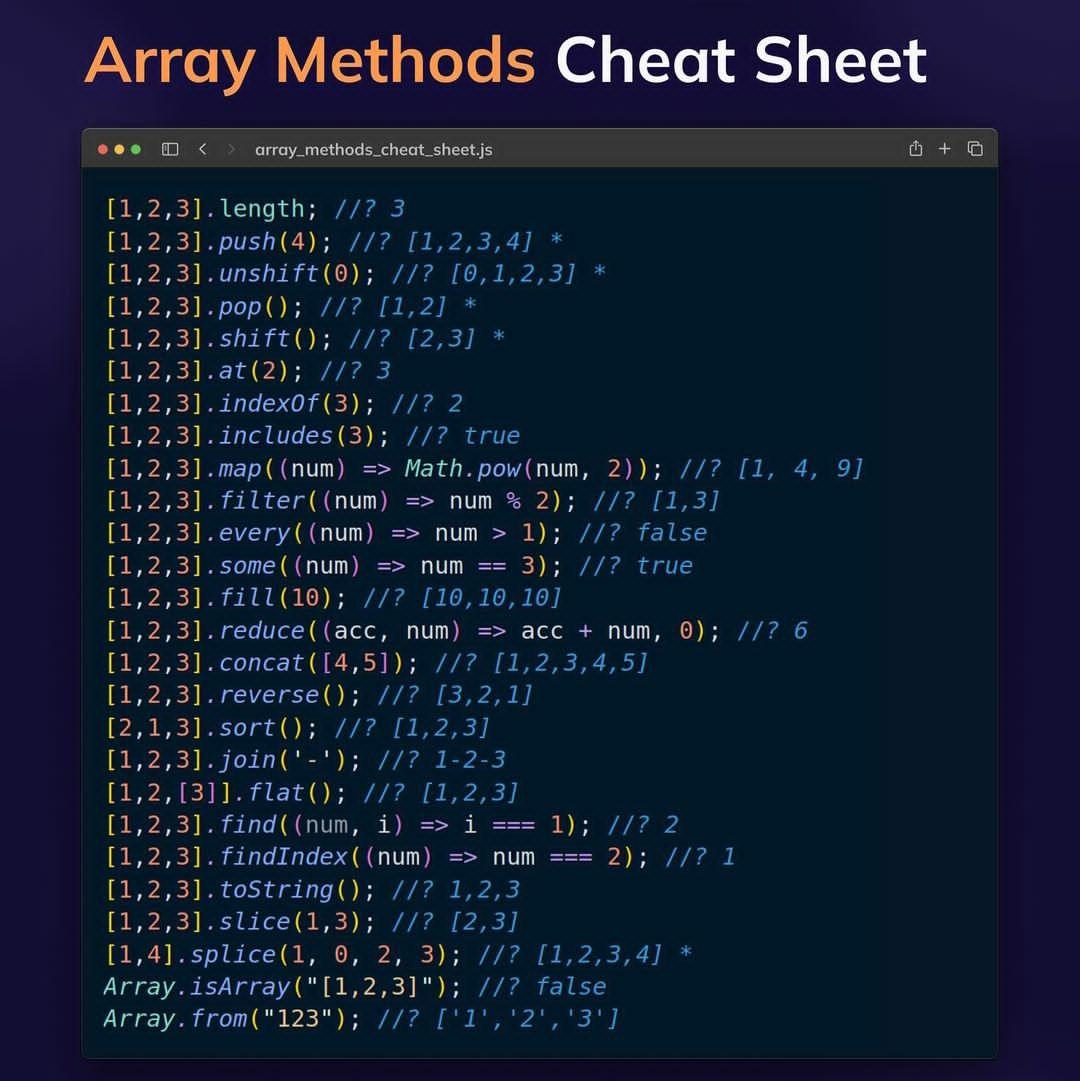 Array Methods Cheat Sheet
array_methods_cheat_sheet.js
[1,2,3].length; //? 3
[1,2,3].push(4); //? [1,2,3,4] *
[1,2,3].unshift(0); //? [0,1,2,3] *
[1,2,3].pop(); //? [1,2] *
[1,2,3].shift(); //? [2,3] *
[1,2,3].at(2); //? 3
[1,2,3].indexOf(3); //? 2
[1,2,3].includes(3); //? true
[1,2,3].map((num) => Math.pow(num, 2)); //? [1, 4, 9]
[1,2,3].filter((num) => num % 2); //? [1,3]
[1,2,3].every((num) => num > 1); //? false
[1,2,3].some((num) => num == 3); //? true
[1,2,3].fill(10); //? [10,10,10]
[1,2,3].reduce((acc, num) => acc + num, 0); //? 6
[1,2,3].concat([4,5]); //? [1,2,3,4,5]
[1,2,3].reverse(); //? [3,2,1]
[2,1,3].sort(); //? [1,2,3]
[1,2,3].join('-'); //? 1-2-3
[1,2,[3]].flat(); //? [1,2,3]
[1,2,3].find((num, i) => i === 1); //? 2
[1,2,3].findIndex((num) => num === 2); //? 1
[1,2,3].toString(); //? 1,2,3
[1,2,3].slice(1,3); //? [2,3]
[1,4].splice(1, 0, 2, 3); //? [1,2,3,4] *
Array.isArray("[1,2,3]"); //? false
Array.from("123"); //? ['1','2','3']